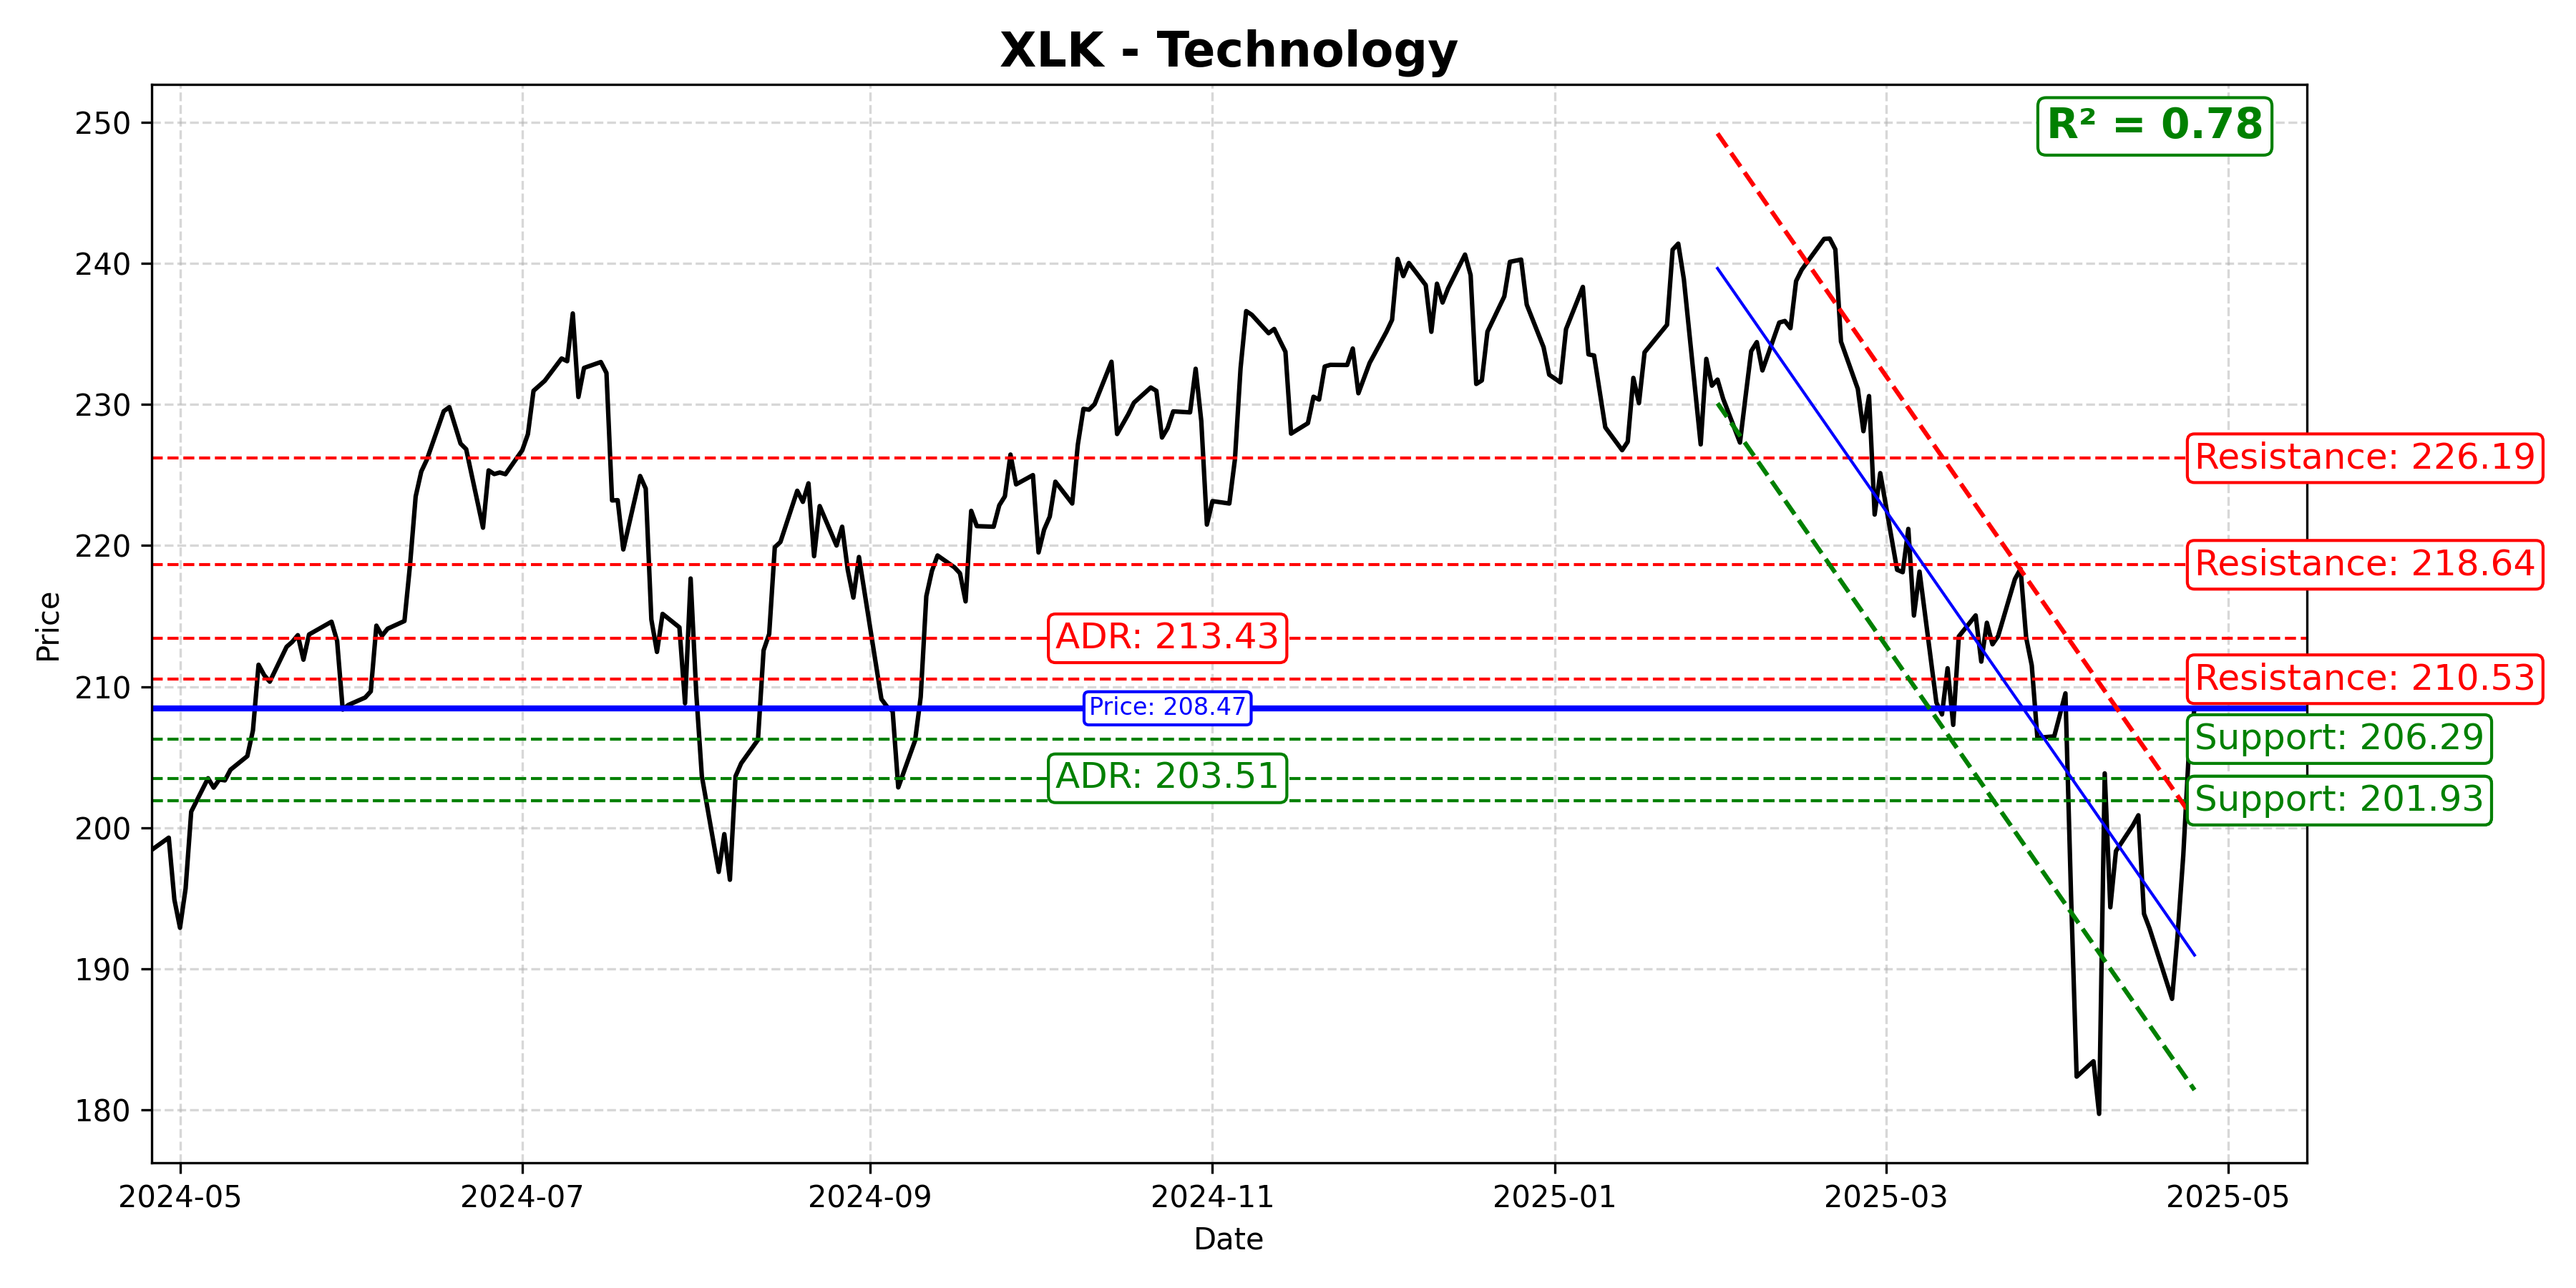 XLK - Technology
R² = 0.78
250
240
230
220
210
200
190
180
Price
Resistance: 226.19
Resistance: 218.64
ADR: 213.43
Resistance: 210.53
Price: 208.47
Support: 206.29
ADR: 203.51
Support: 201.93
2024-05
2024-07
2024-09
2024-11
2025-01
2025-03
2025-05
Date